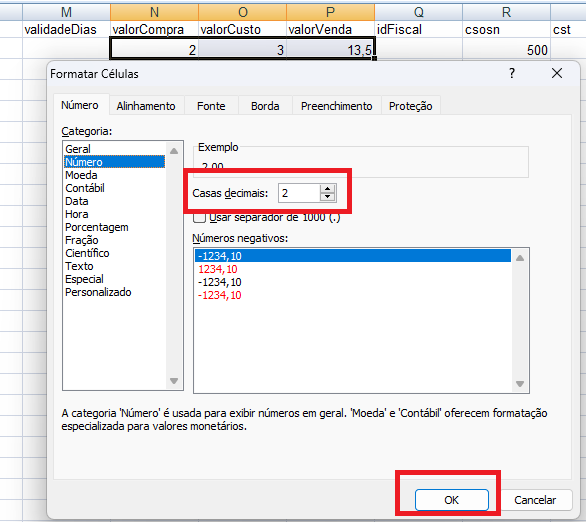 M N O P Q R S
validadeDias valorCompra valorCusto valorVenda idFiscal csosn cst
2 3 13,5 500
Formatar Células ? ×
Número Alinhamento Fonte Borda Preenchimento Proteção
Categoria:
Geral
Número
Moeda
Contábil
Data
Hora
Porcentagem
Fração
Científico
Texto
Especial
Personalizado
Exemplo
2,00
Casas decimais: 2
Usar separador de 1000 (.)
Números negativos:
-1234,10
1234,10
-1234,10
-1234,10
A categoria 'Número' é usada para exibir números em geral. 'Moeda' e 'Contábil' oferecem formatação
especializada para valores monetários.
OK Cancelar